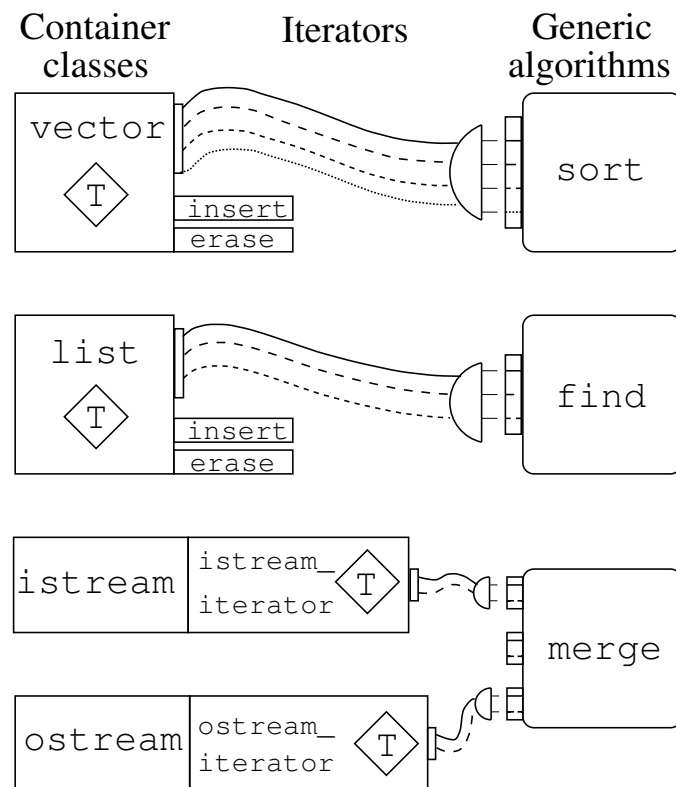 Container classes
Iterators
Generic algorithms
vector
T
insert
erase
sort
list
T
insert
erase
find
istream
istream_
iterator
T
merge
ostream
ostream_
iterator
T